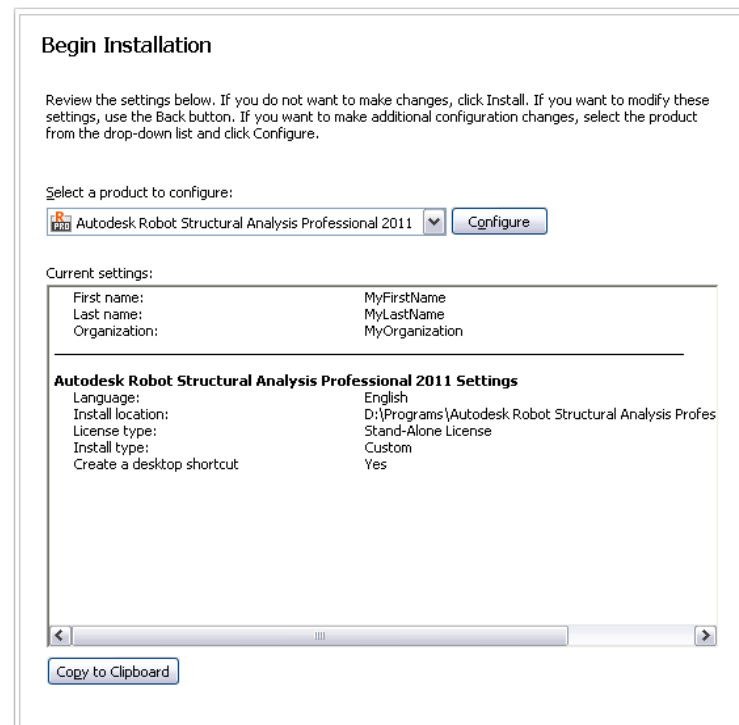 Begin Installation
Review the settings below. If you do not want to make changes, click Install. If you want to modify these
settings, use the Back button. If you want to make additional configuration changes, select the product
from the drop-down list and click Configure.
Select a product to configure:
R PRO Autodesk Robot Structural Analysis Professional 2011 Configure
Current settings:
First name: MyFirstName
Last name: MyLastName
Organization: MyOrganization
Autodesk Robot Structural Analysis Professional 2011 Settings
Language: English
Install location: D:\Programs\Autodesk Robot Structural Analysis Profes
License type: Stand-Alone License
Install type: Custom
Create a desktop shortcut Yes
Copy to Clipboard